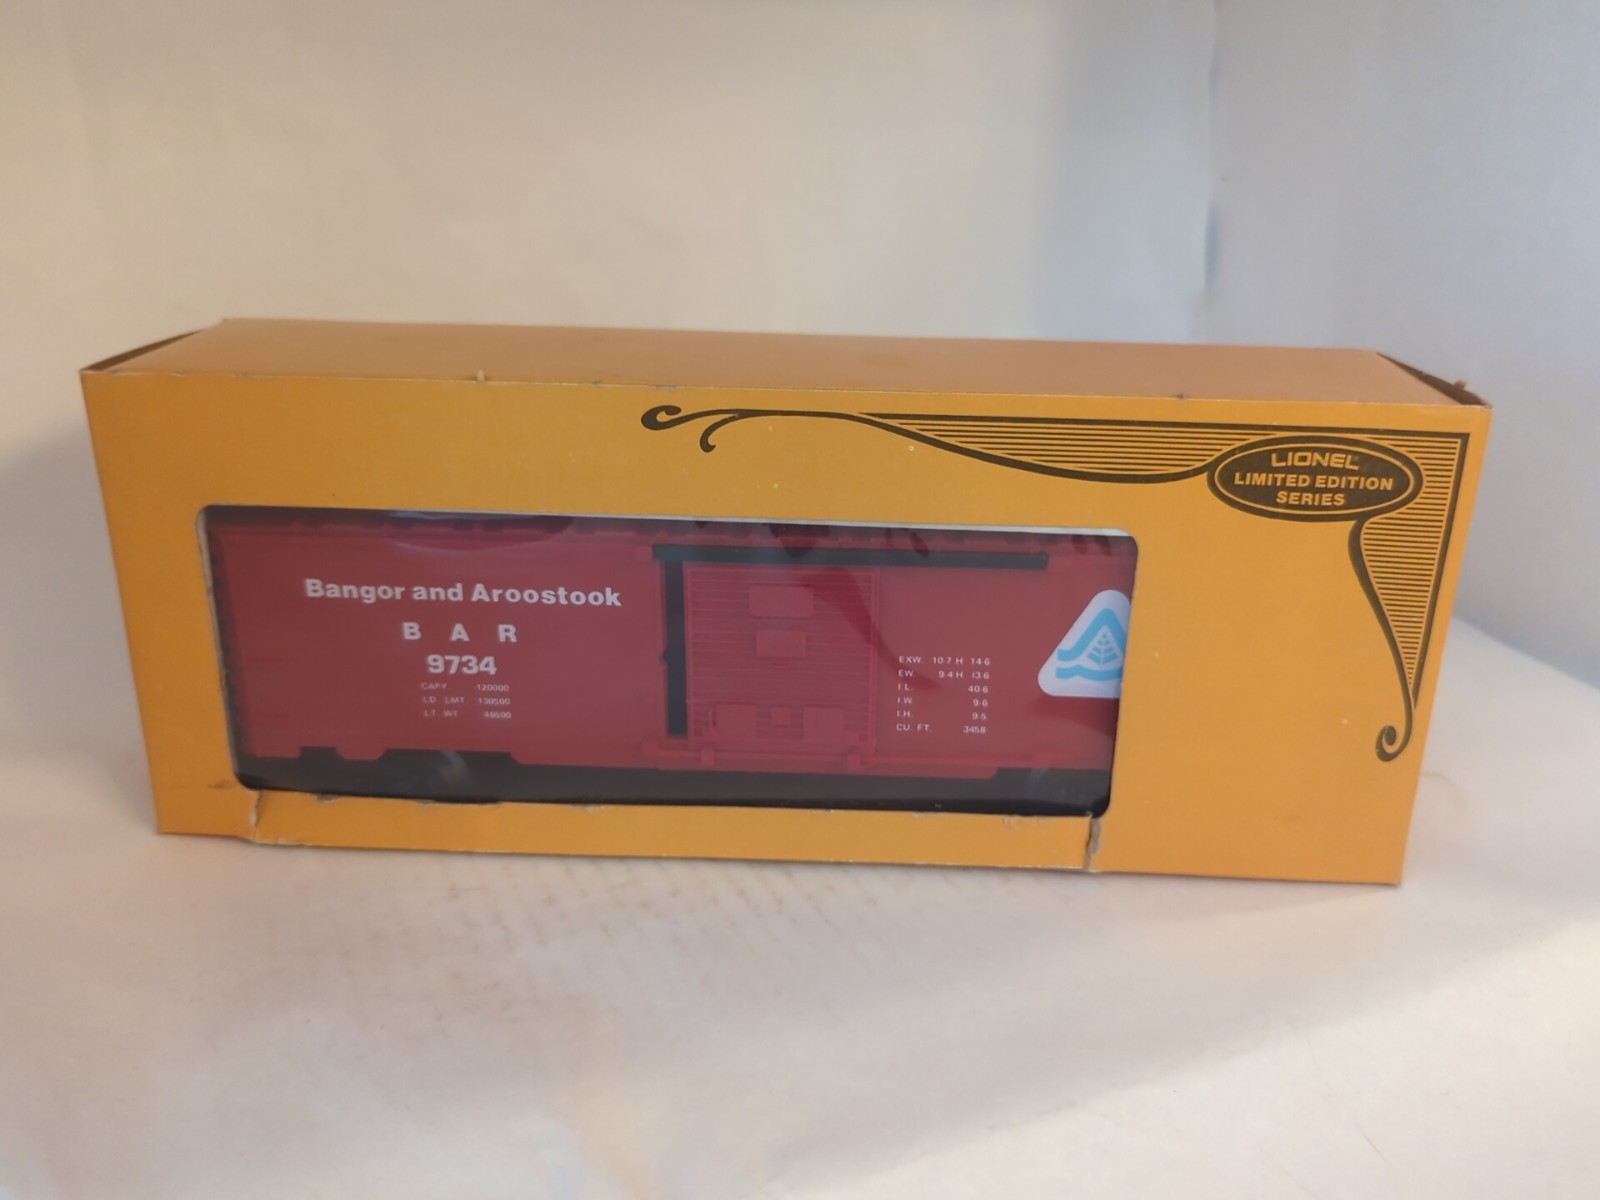 LIONEL
LIMITED EDITION
SERIES
Bangor and Aroostook
B A R
9734
CAPY 120000
LD. LMT 130500
LT. WT 46500
EXW. 10-7 H 14-6
EW. 9-4 H 13-6
I L. 40-6
I W. 9-6
I H. 9-5
CU. FT. 3458